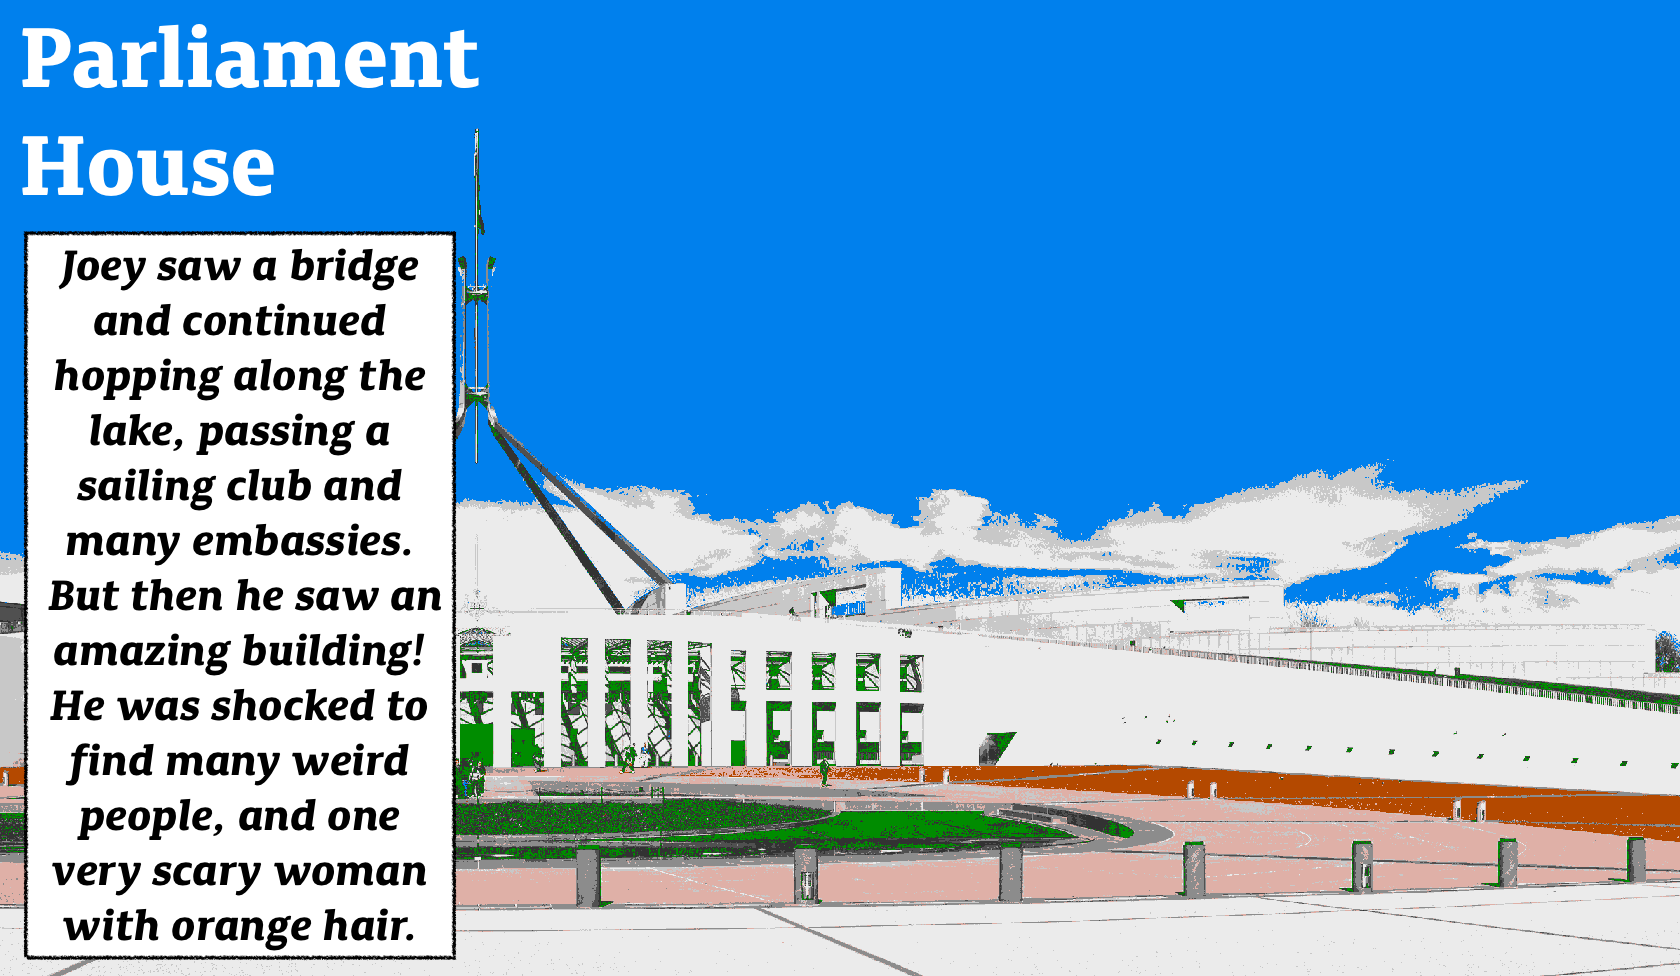 Parliament
House
Joey saw a bridge
and continued
hopping along the
lake, passing a
sailing club and
many embassies.
But then he saw an
amazing building!
He was shocked to
find many weird
people, and one
very scary woman
with orange hair.